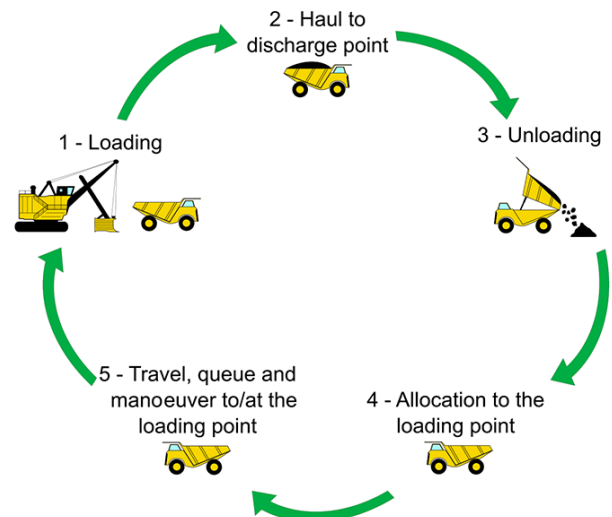 2 - Haul to
discharge point
1 - Loading
3 - Unloading
5 - Travel, queue and
manoeuver to/at the
loading point
4 - Allocation to the
loading point